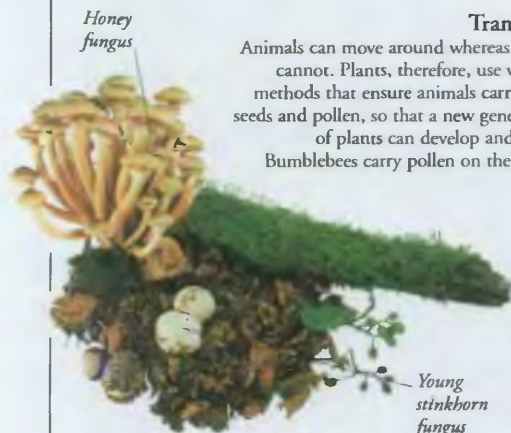 Honey
fungus
Tran
Animals can move around whereas
cannot. Plants, therefore, use
methods that ensure animals carr
seeds and pollen, so that a new gene
of plants can develop and
Bumblebees carry pollen on the
Young
stinkhorn
fungus